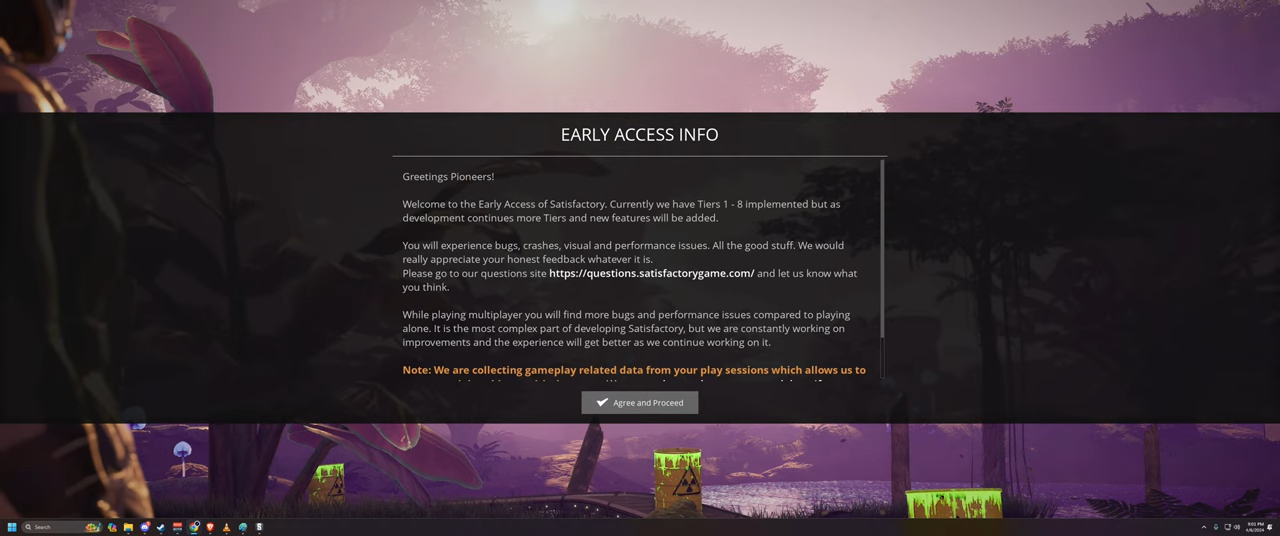 EARLY ACCESS INFO
Greetings Pioneers!
Welcome to the Early Access of Satisfactory. Currently we have Tiers 1 - 8 implemented but as
development continues more Tiers and new features will be added.
You will experience bugs, crashes, visual and performance issues. All the good stuff. We would
really appreciate your honest feedback whatever it is.
Please go to our questions site https://questions.satisfactorygame.com/ and let us know what
you think.
While playing multiplayer you will find more bugs and performance issues compared to playing
alone. It is the most complex part of developing Satisfactory, but we are constantly working on
improvements and the experience will get better as we continue working on it.
Note: We are collecting gameplay related data from your play sessions which allows us to
Agree and Proceed
Search
9:01 PM
4/6/2024